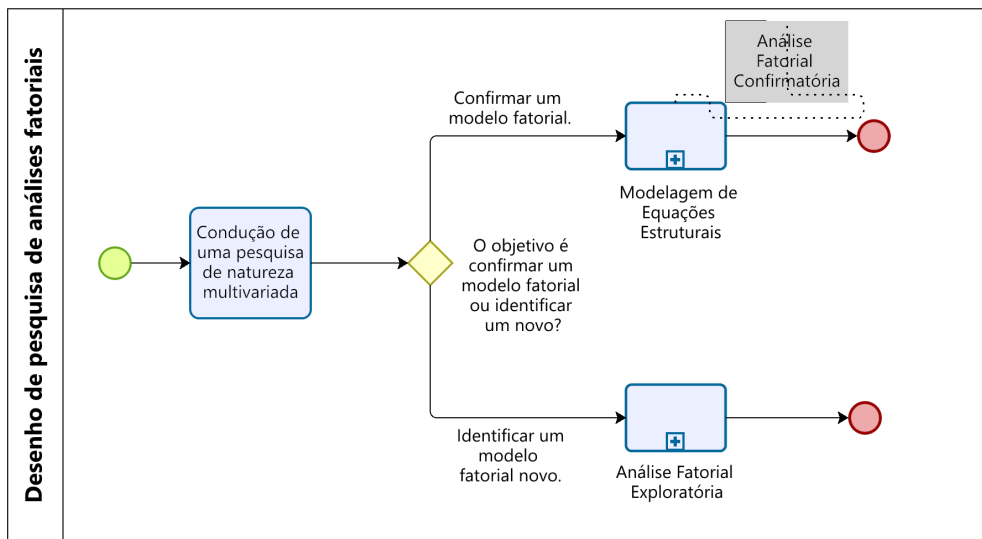 Desenho de pesquisa de análises fatoriais
Condução de
uma pesquisa
de natureza
multivariada
O objetivo é
confirmar um
modelo fatorial
ou identificar
um novo?
Confirmar um
modelo fatorial.
Modelagem de
Equações
Estruturais
Análise
Fatorial
Confirmatória
Identificar um
modelo
fatorial novo.
Análise Fatorial
Exploratória